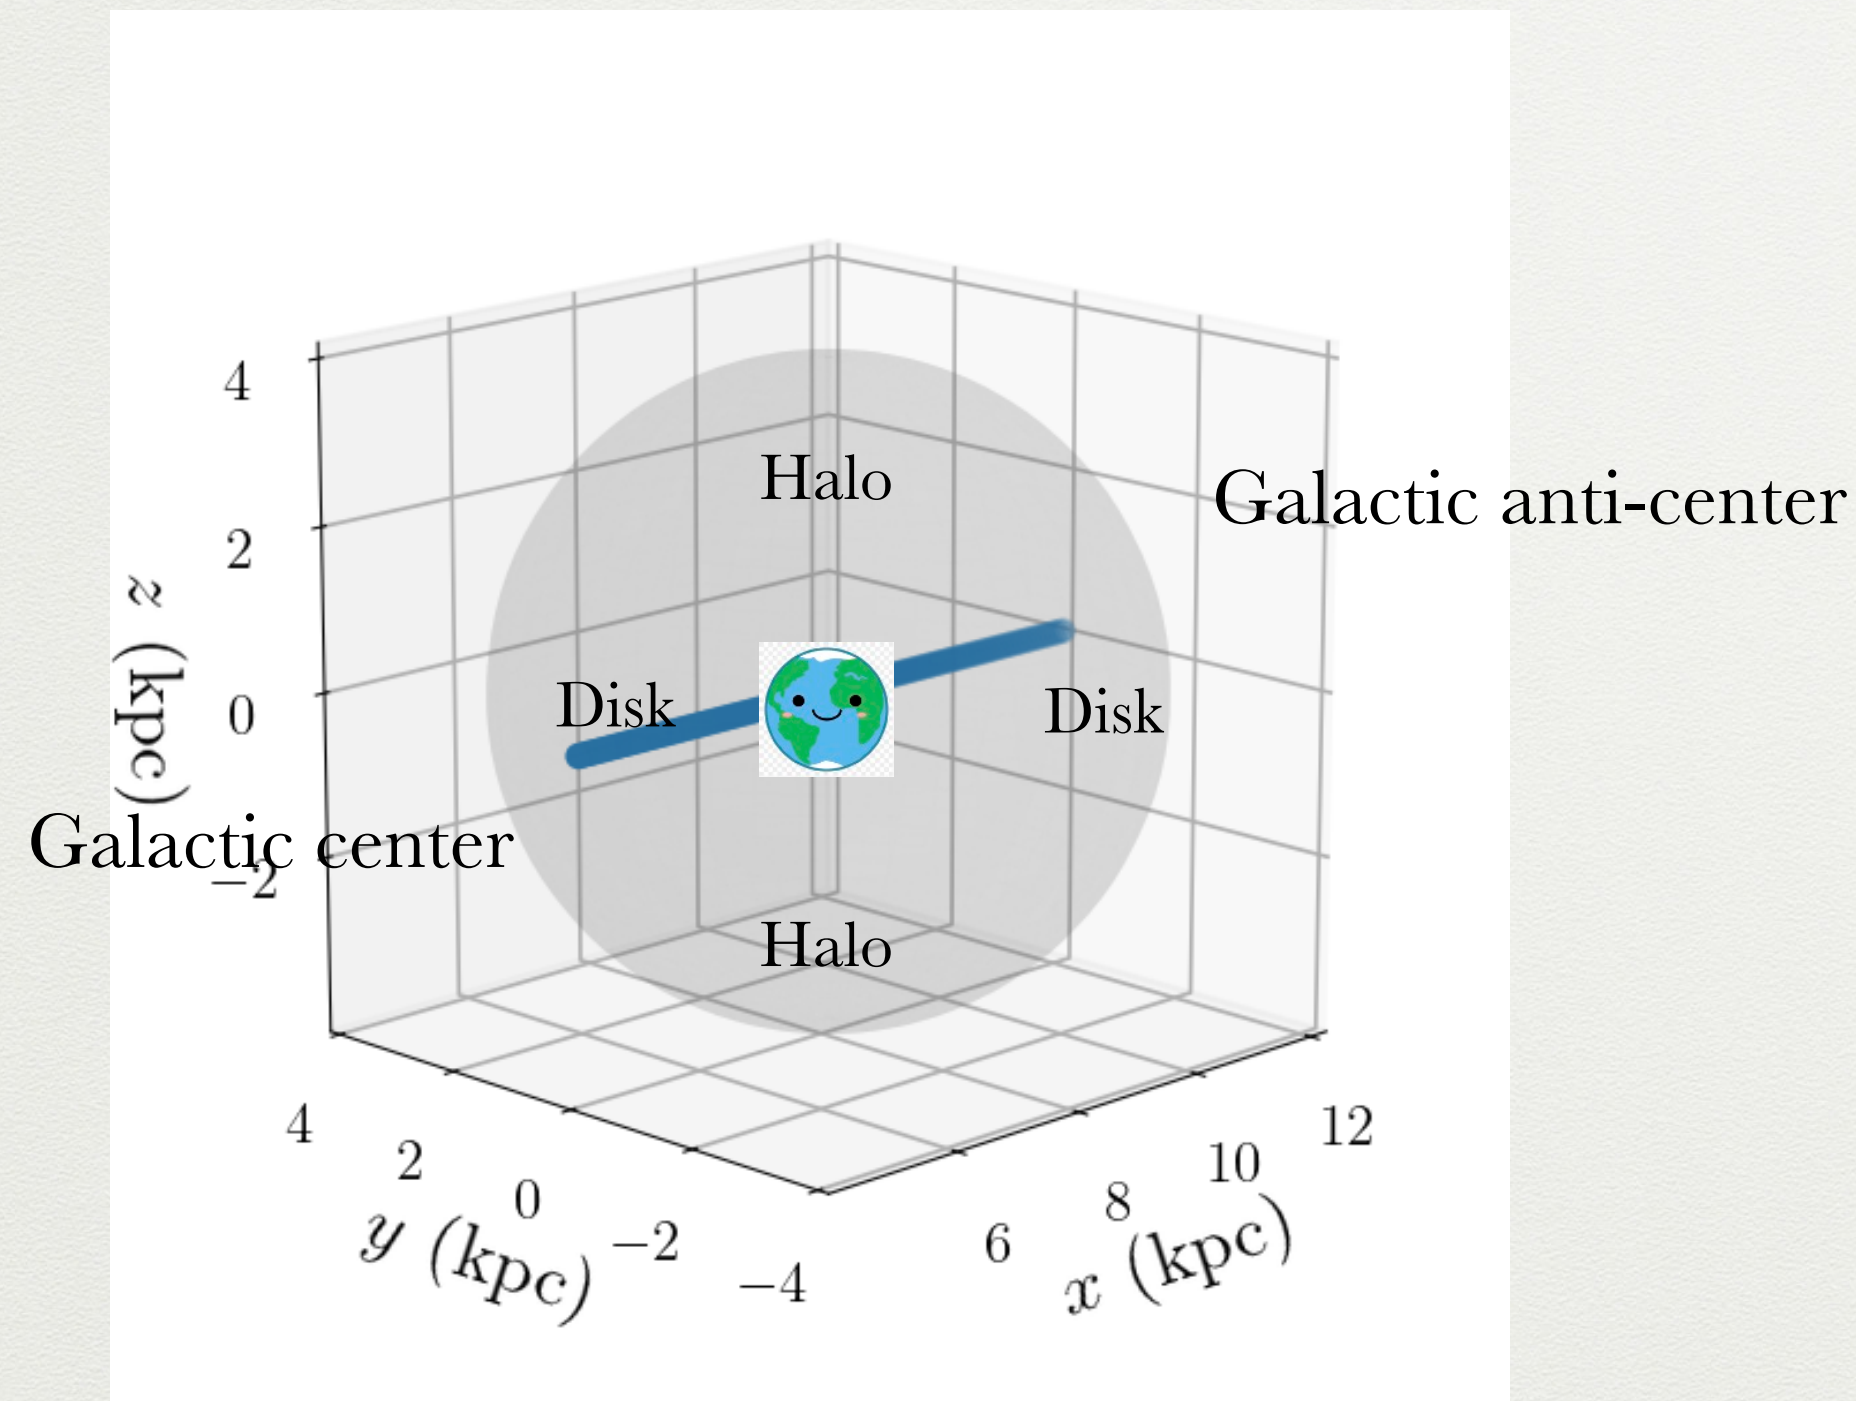 Halo
Galactic anti-center
Disk
Disk
Galactic center
Halo
z (kpc)
4
2
0
−2
y (kpc)
4
2
0
−2
−4
x (kpc)
6
8
10
12